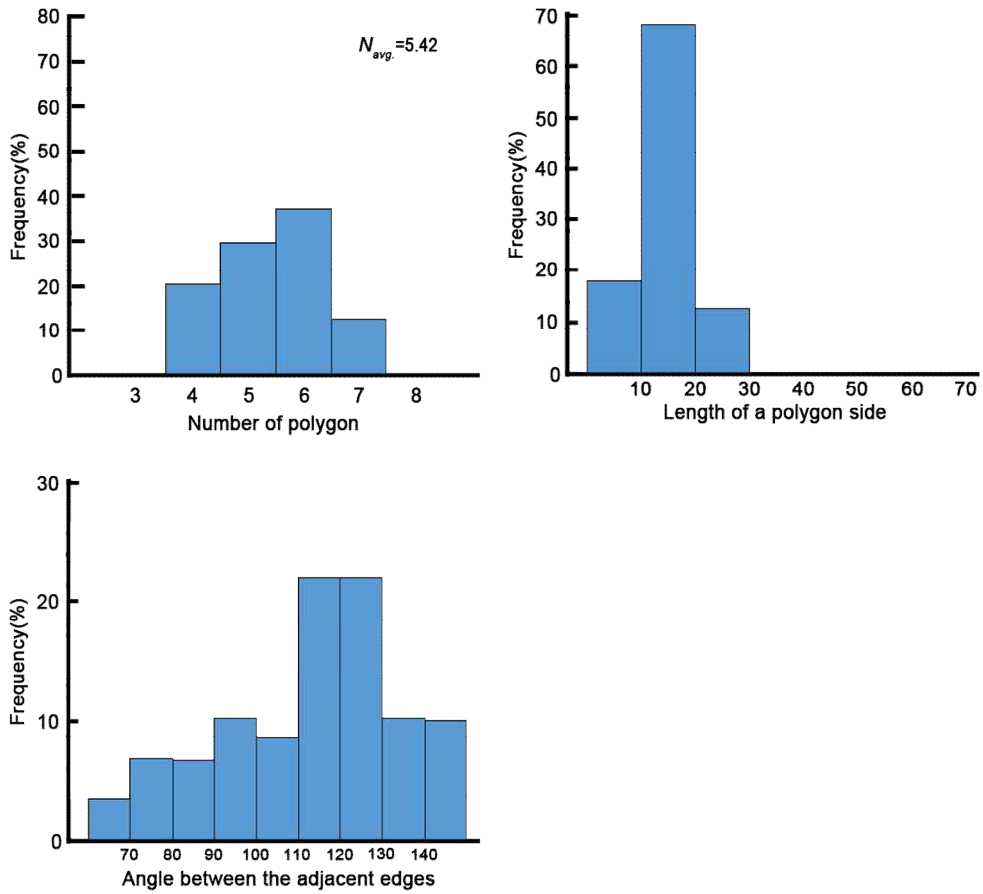 80
70
60
50
40
30
20
10
0
Frequency(%)
Navg.=5.42
3 4 5 6 7 8
Number of polygon
70
60
50
40
30
20
10
0
Frequency(%)
10 20 30 40 50 60 70
Length of a polygon side
30
20
10
0
Frequency(%)
70 80 90 100 110 120 130 140
Angle between the adjacent edges